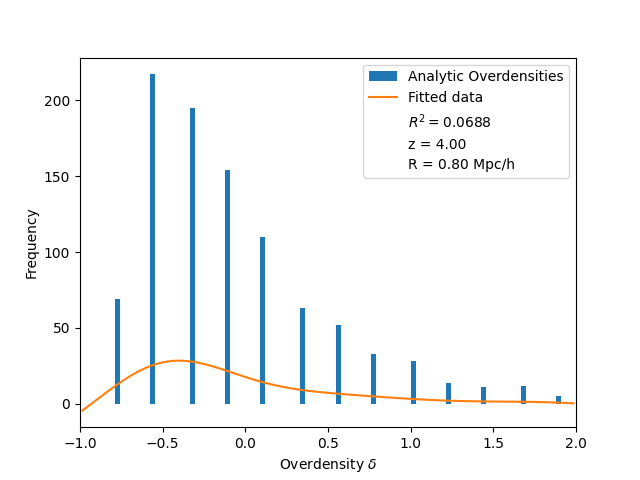 Analytic Overdensities
Fitted data
R² = 0.0688
z = 4.00
R = 0.80 Mpc/h
200
150
100
50
0
Frequency
−1.0 −0.5 0.0 0.5 1.0 1.5 2.0
Overdensity δ